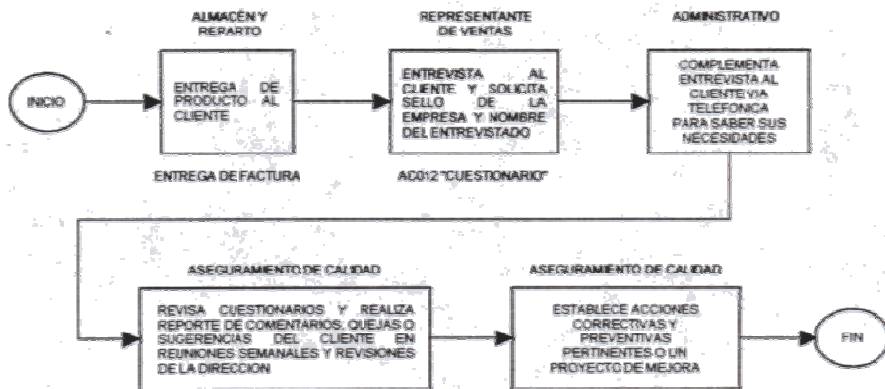 ALMACÉN Y
REPARTO
REPRESENTANTE
DE VENTAS
ADMINISTRATIVO
INICIO
ENTREGA DE
PRODUCTO AL
CLIENTE
ENTREVISTA AL
CLIENTE Y SOLICITA
SELLO DE LA
EMPRESA Y NOMBRE
DEL ENTREVISTADO
COMPLEMENTA
ENTREVISTA AL
CLIENTE VIA
TELEFONICA
PARA SABER SUS
NECESIDADES
ENTREGA DE FACTURA
AC012 "CUESTIONARIO"
ASEGURAMIENTO DE CALIDAD
ASEGURAMIENTO DE CALIDAD
REVISA CUESTIONARIOS Y REALIZA
REPORTE DE COMENTARIOS, QUEJAS O
SUGERENCIAS DEL CLIENTE EN
REUNIONES SEMANALES Y REVISIONES
DE LA DIRECCION
ESTABLECE ACCIONES
CORRECTIVAS Y
PREVENTIVAS
PERTINENTES O UN
PROYECTO DE MEJORA
FIN